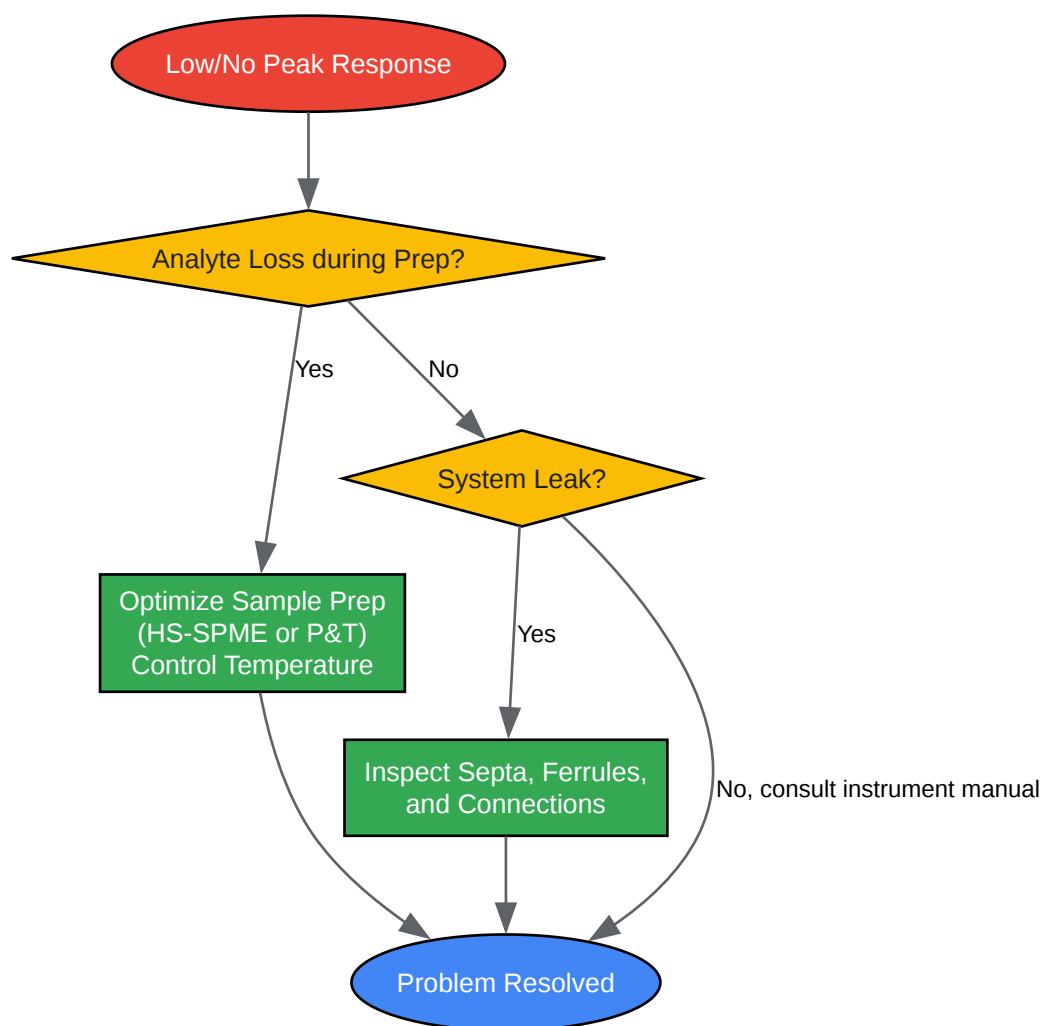 Low/No Peak Response
Analyte Loss during Prep?
Yes
No
System Leak?
Optimize Sample Prep
(HS-SPME or P&T)
Control Temperature
Yes
Inspect Septa, Ferrules,
and Connections
No, consult instrument manual
Problem Resolved